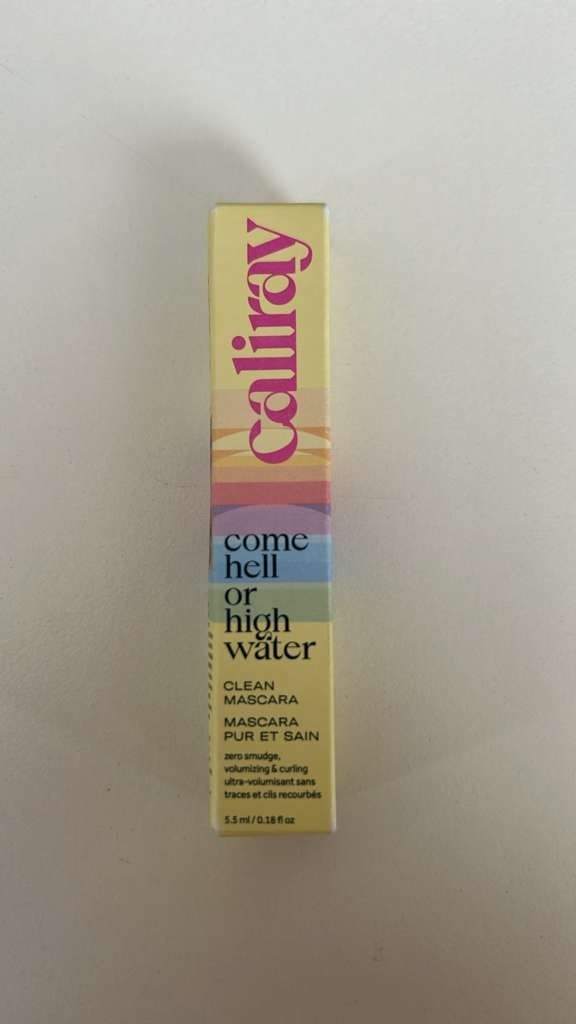 caliray
come
hell
or
high
water
CLEAN
MASCARA
MASCARA
PUR ET SAIN
zero smudge,
volumizing & curling
ultra-volumisant sans
traces et cils recourbés
5.5 ml / 0.18 fl oz